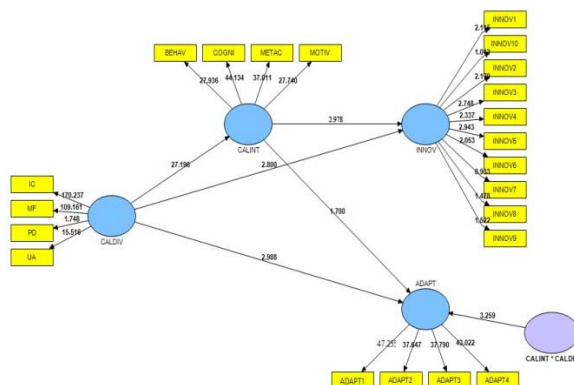 BEHAV
COGNI
METAC
MOTIV
27.936
44.134
37.011
27.740
CALINT
INNOV1
INNOV10
INNOV2
INNOV3
INNOV4
INNOV5
INNOV6
INNOV7
INNOV8
INNOV9
2.748
2.337
2.943
2.053
1.522
2.978
INNOV
27.196
2.800
1.700
2.988
IC
MF
PD
UA
170.237
109.161
1.748
15.516
CALDIV
ADAPT
3.259
CALINT * CALDI
37.647
37.790
43.022
ADAPT1
ADAPT2
ADAPT3
ADAPT4